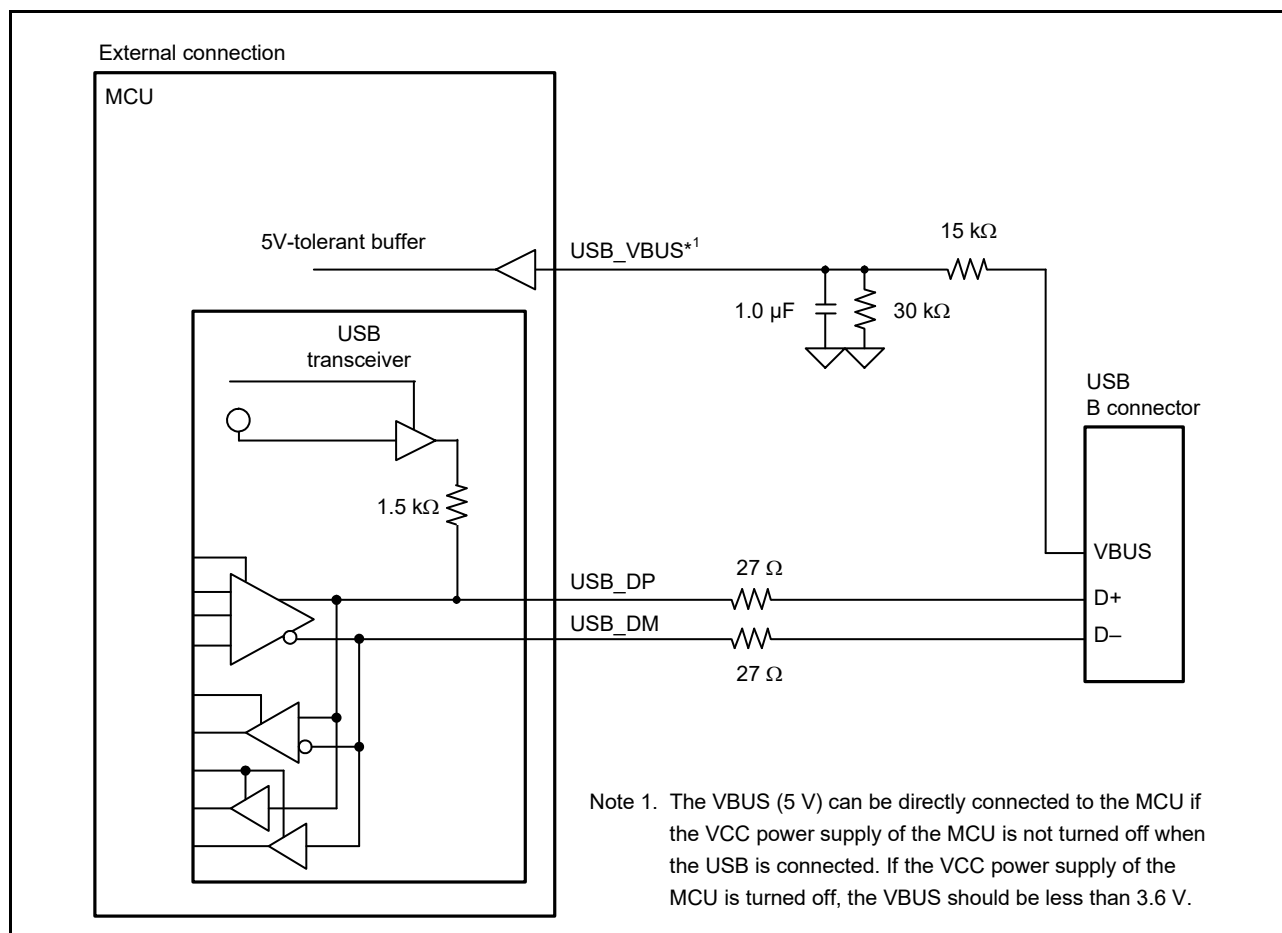 External connection
MCU
5V-tolerant buffer
USB_VBUS*1
15 kΩ
1.0 µF
30 kΩ
USB
transceiver
USB
B connector
1.5 kΩ
VBUS
USB_DP
27 Ω
D+
USB_DM
D–
27 Ω
Note 1. The VBUS (5 V) can be directly connected to the MCU if
the VCC power supply of the MCU is not turned off when
the USB is connected. If the VCC power supply of the
MCU is turned off, the VBUS should be less than 3.6 V.